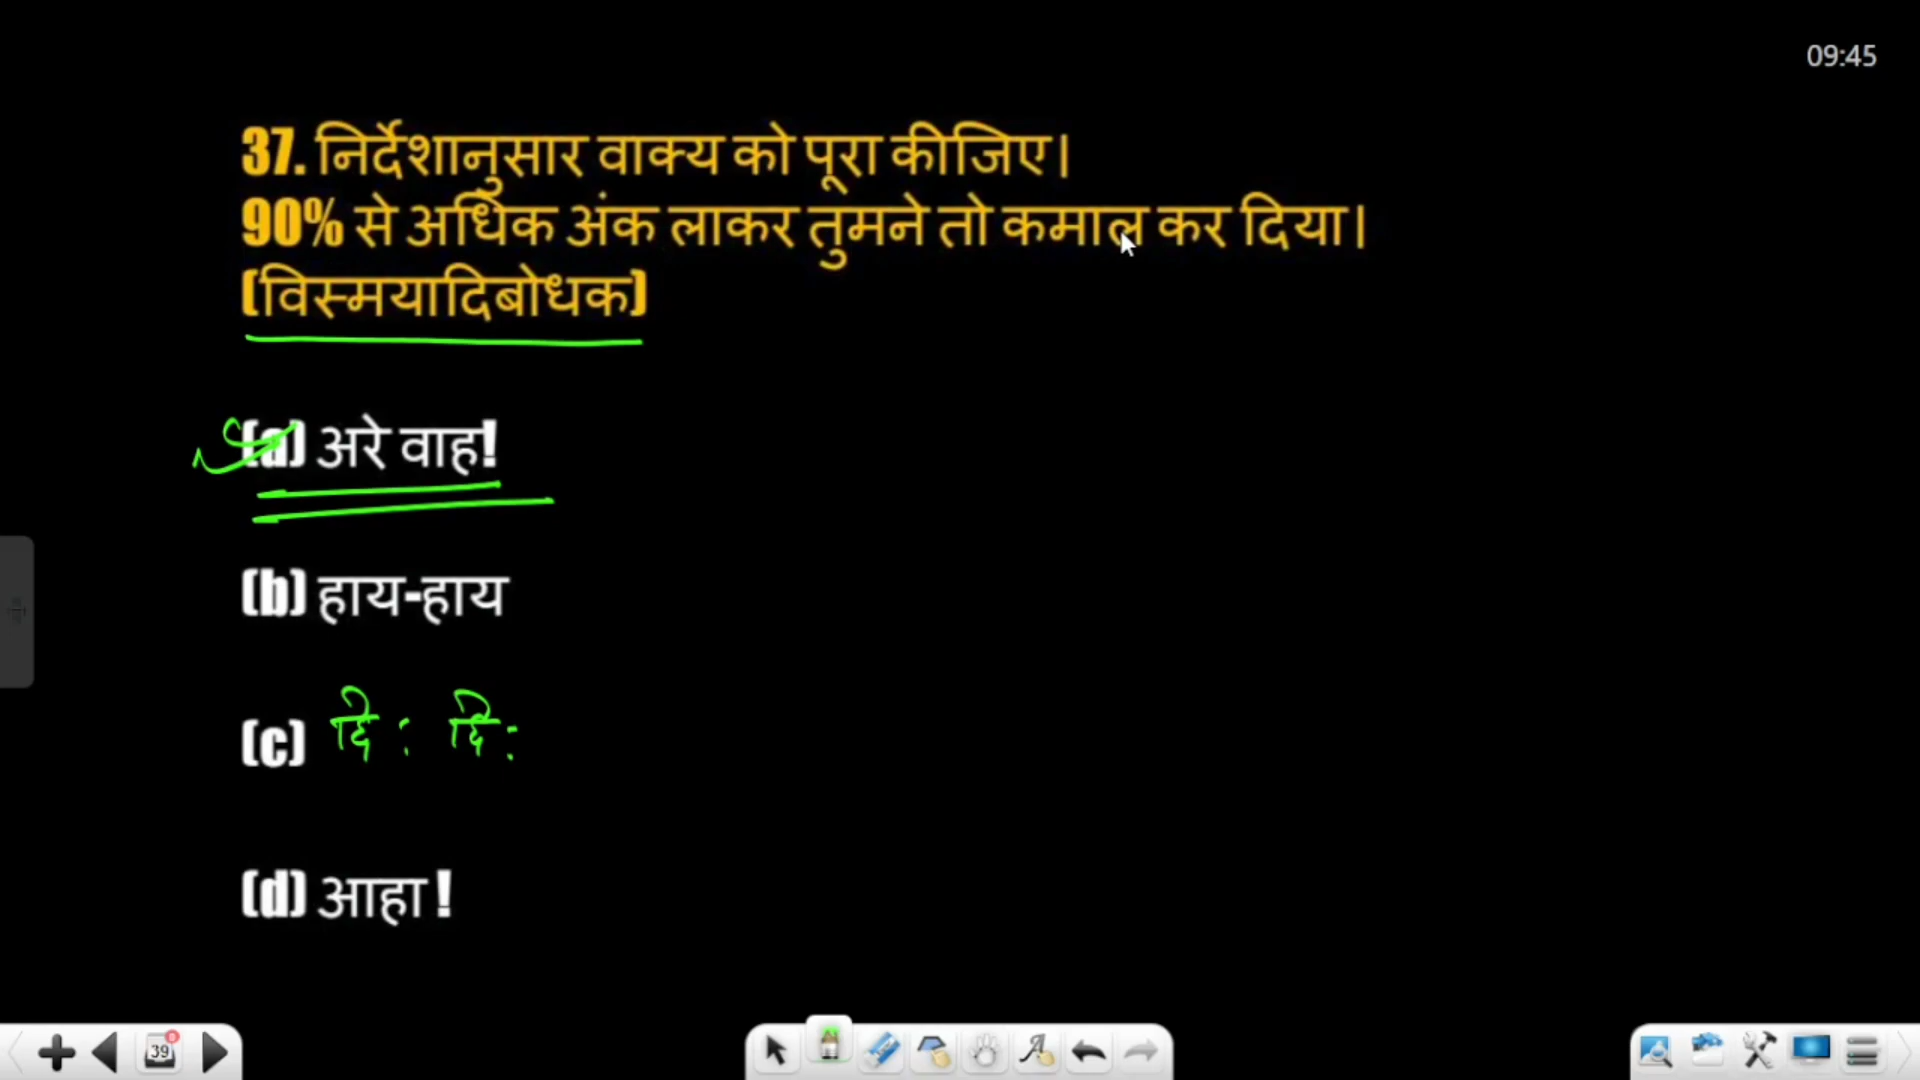 09:45
37. निर्देशानुसार वाक्य को पूरा कीजिए।
90% से अधिक अंक लाकर तुमने तो कमाल कर दिया।
(विस्मयादिबोधक)
(a) अरे वाह!
(b) हाय-हाय
(c) दि: दि:
(d) आहा !
39